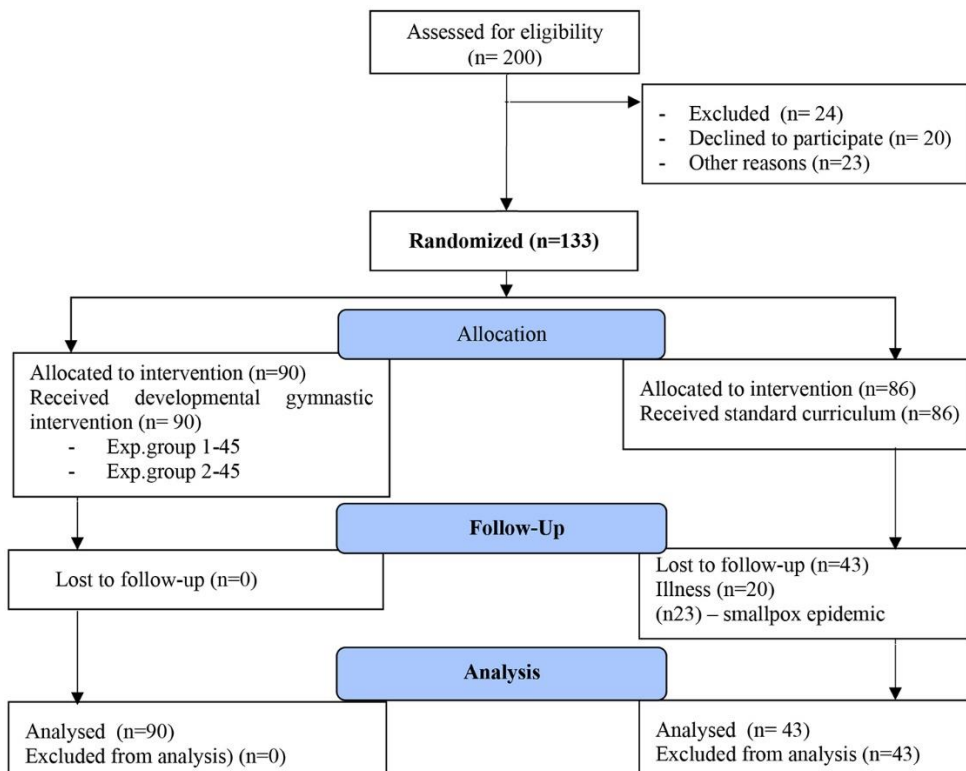 Assessed for eligibility
(n= 200)
- Excluded (n= 24)
- Declined to participate (n= 20)
- Other reasons (n=23)
Randomized (n=133)
Allocation
Allocated to intervention (n=90)
Received developmental gymnastic
intervention (n= 90)
- Exp.group 1-45
- Exp.group 2-45
Allocated to intervention (n=86)
Received standard curriculum (n=86)
Follow-Up
Lost to follow-up (n=0)
Lost to follow-up (n=43)
Illness (n=20)
(n23) – smallpox epidemic
Analysis
Analysed (n=90)
Excluded from analysis) (n=0)
Analysed (n= 43)
Excluded from analysis (n=43)